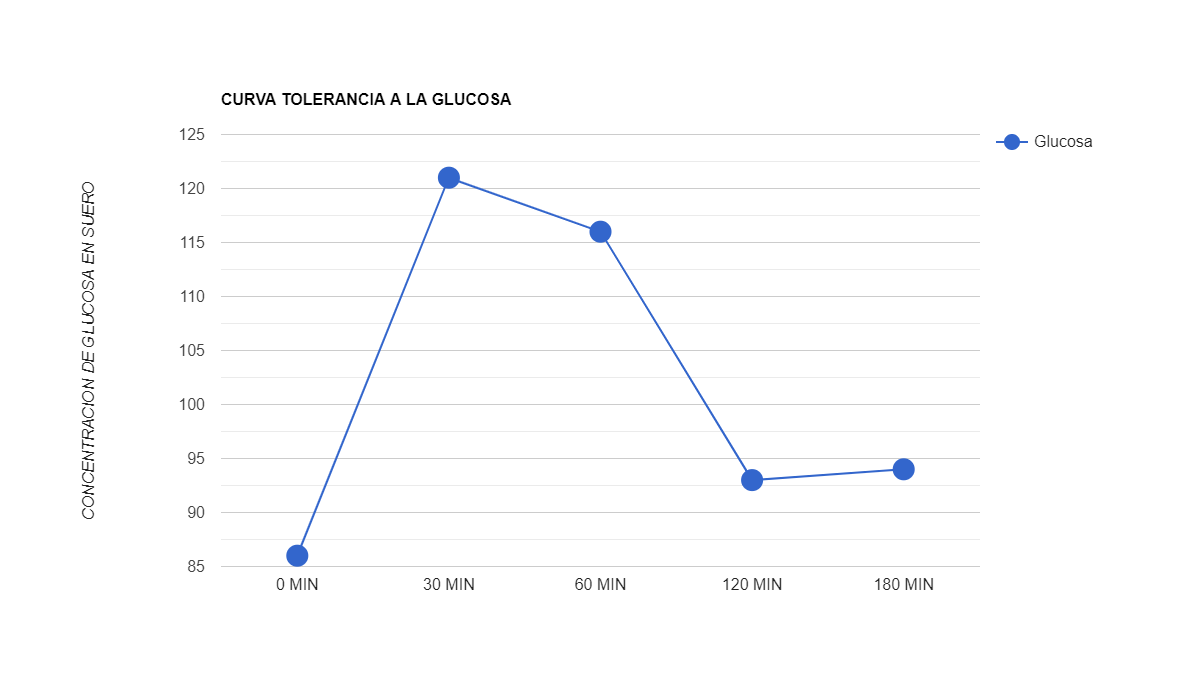 CURVA TOLERANCIA A LA GLUCOSA
Glucosa
CONCENTRACION DE GLUCOSA EN SUERO
125
120
115
110
105
100
95
90
85
0 MIN
30 MIN
60 MIN
120 MIN
180 MIN